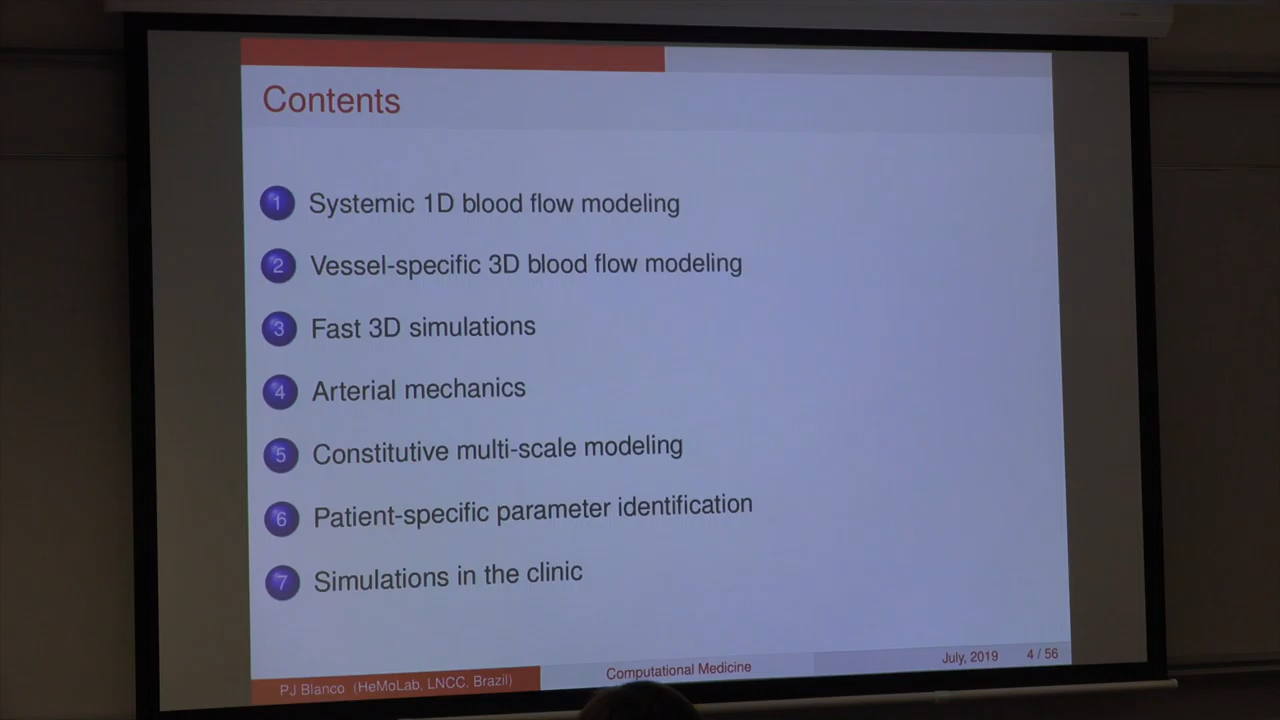 Contents
1 Systemic 1D blood flow modeling
2 Vessel-specific 3D blood flow modeling
3 Fast 3D simulations
4 Arterial mechanics
5 Constitutive multi-scale modeling
6 Patient-specific parameter identification
7 Simulations in the clinic
PJ Blanco (HeMoLab, LNCC, Brazil) Computational Medicine July, 2019 4 / 56